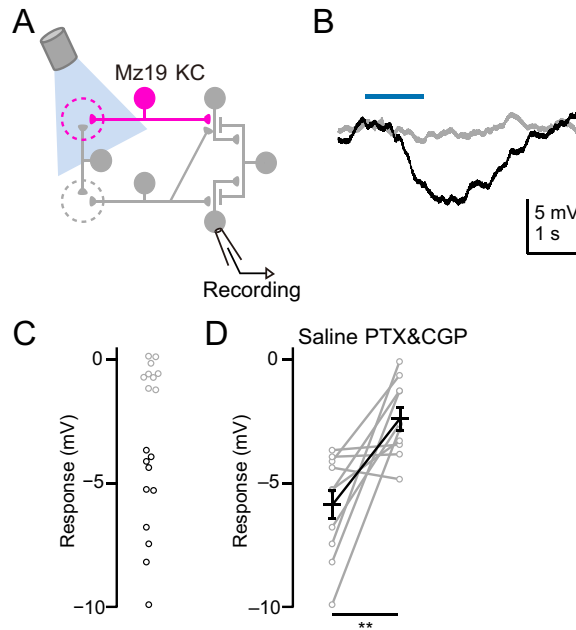 A
Mz19 KC
Recording
B
5 mV
1 s
C
0
−5
−10
Response (mV)
D
Saline PTX&CGP
0
−5
−10
Response (mV)
**